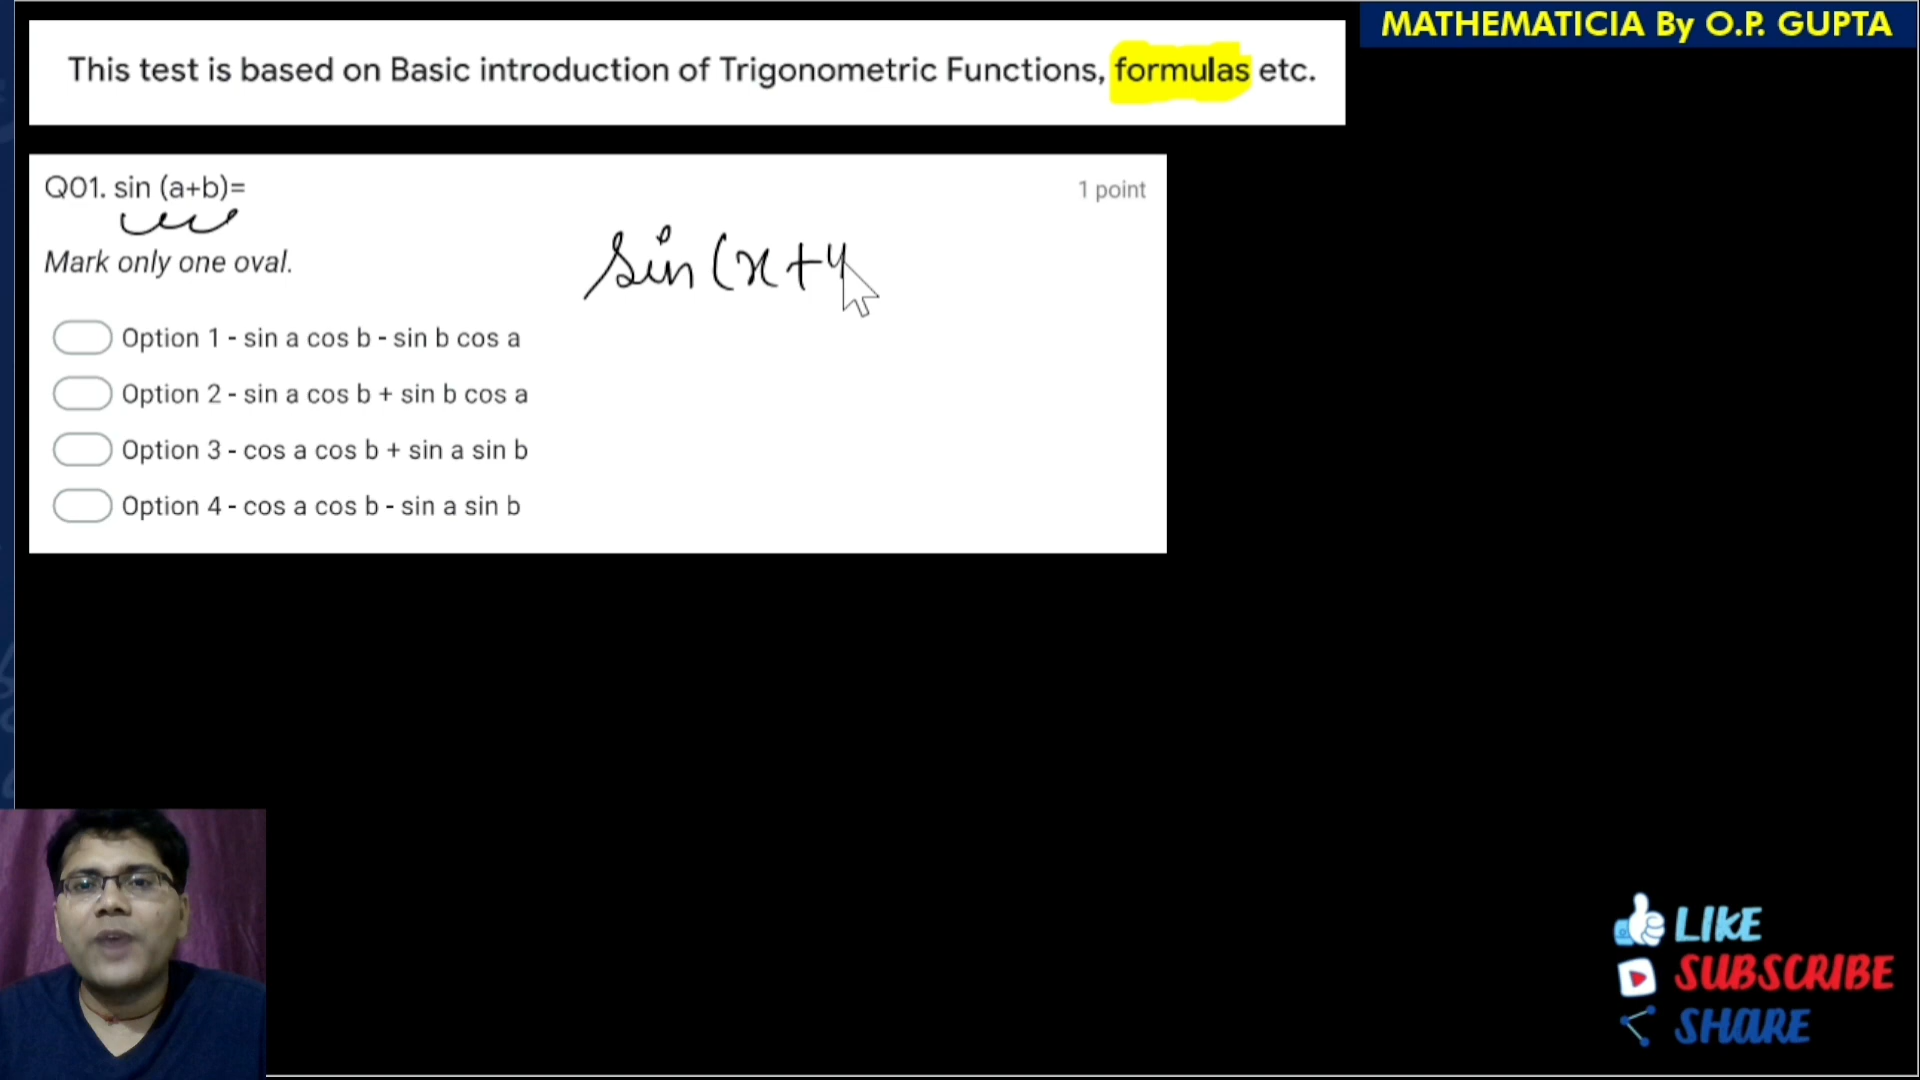 MATHEMATICIA By O.P. GUPTA
This test is based on Basic introduction of Trigonometric Functions, formulas etc.
Q01. sin (a+b)=
1 point
Mark only one oval.
sin (x+y
Option 1 - sin a cos b - sin b cos a
Option 2 - sin a cos b + sin b cos a
Option 3 - cos a cos b + sin a sin b
Option 4 - cos a cos b - sin a sin b
LIKE
SUBSCRIBE
SHARE